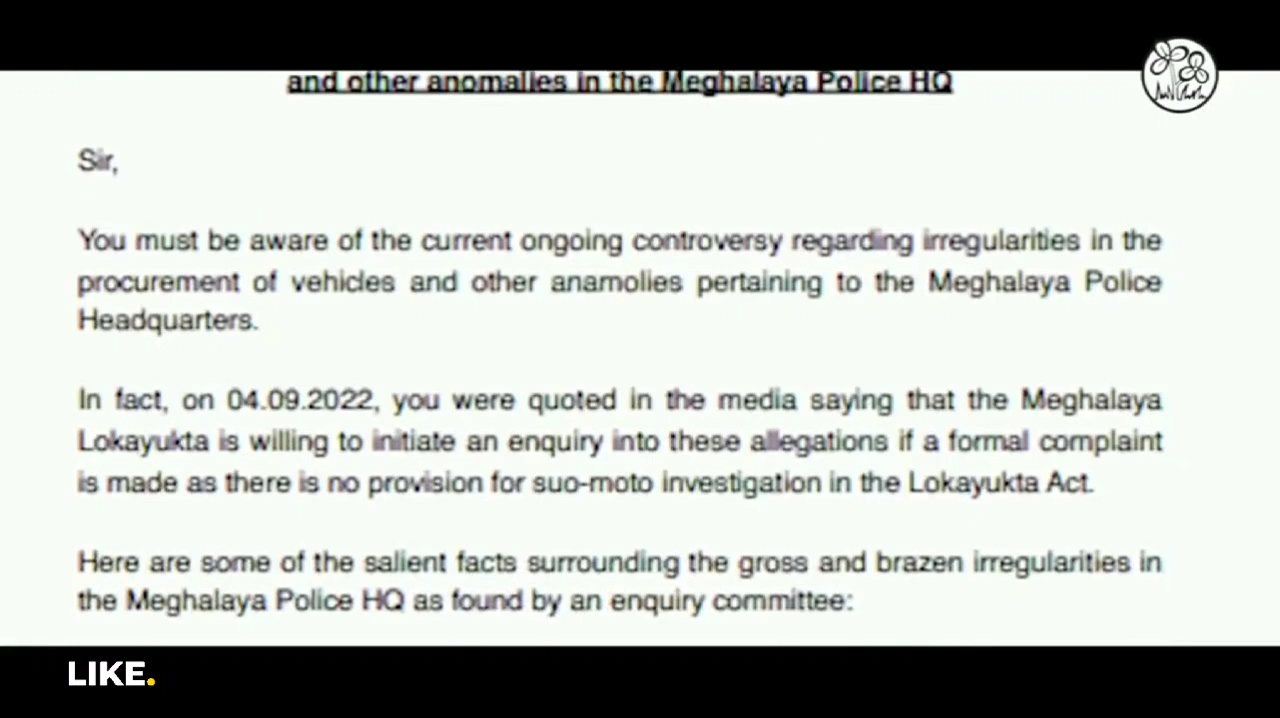 and other anomalies in the Meghalaya Police HQ
Sir,
You must be aware of the current ongoing controversy regarding irregularities in the
procurement of vehicles and other anamolies pertaining to the Meghalaya Police
Headquarters.
In fact, on 04.09.2022, you were quoted in the media saying that the Meghalaya
Lokayukta is willing to initiate an enquiry into these allegations if a formal complaint
is made as there is no provision for suo-moto investigation in the Lokayukta Act.
Here are some of the salient facts surrounding the gross and brazen irregularities in
the Meghalaya Police HQ as found by an enquiry committee:
LIKE.